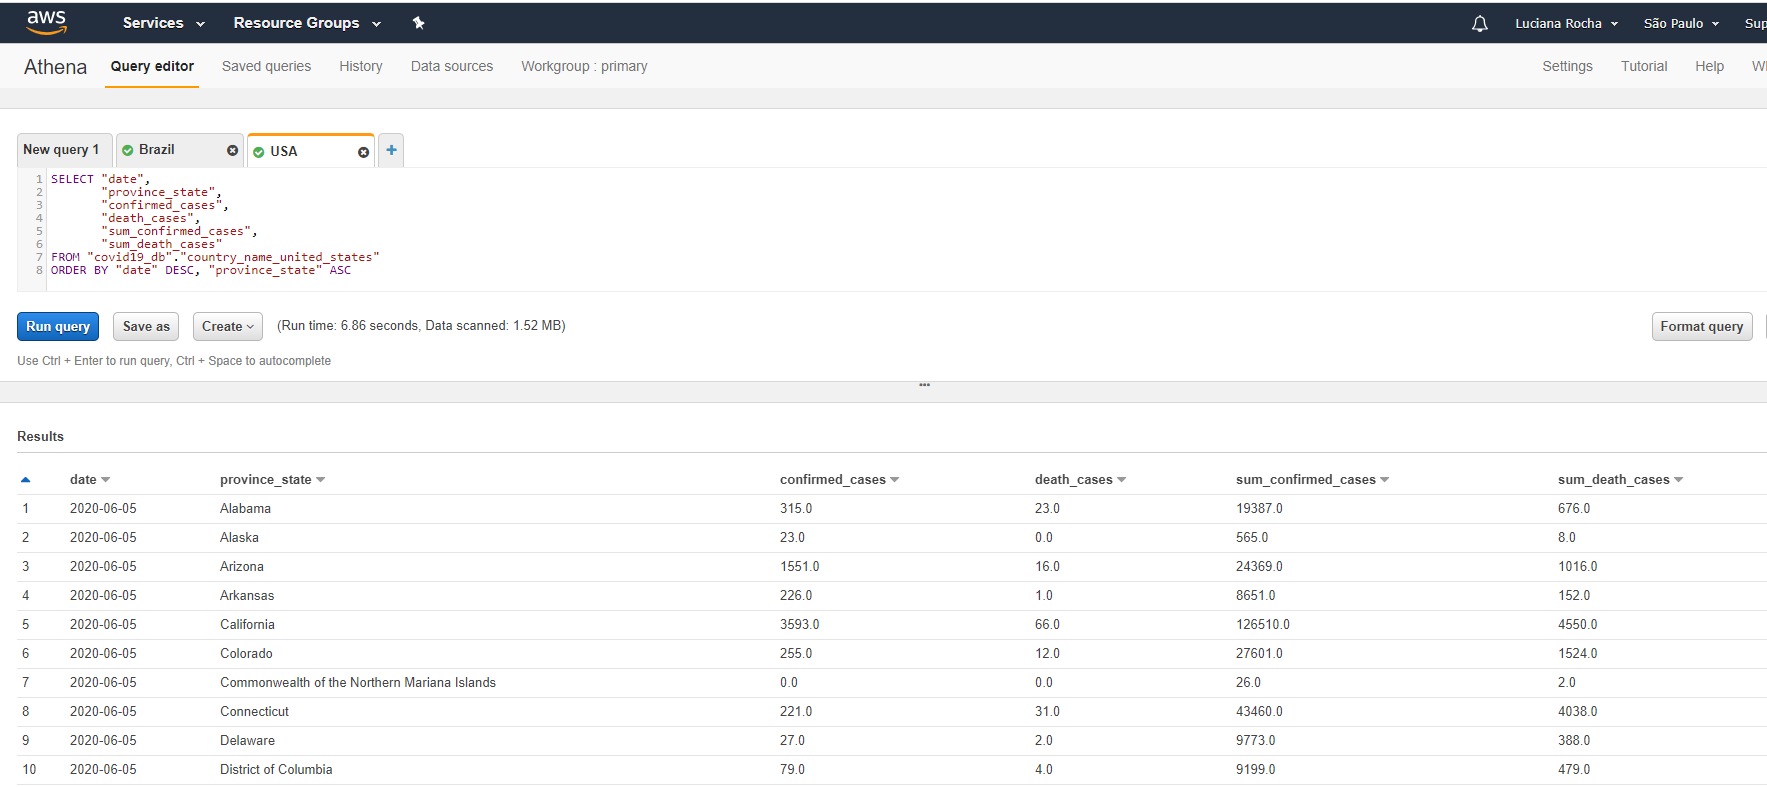 aws Services Resource Groups Luciana Rocha São Paulo Sup
Athena Query editor Saved queries History Data sources Workgroup : primary Settings Tutorial Help Wh
New query 1 Brazil USA +
1 SELECT "date",
2 "province_state",
3 "confirmed_cases",
4 "death_cases",
5 "sum_confirmed_cases",
6 "sum_death_cases"
7 FROM "covid19_db"."country_name_united_states"
8 ORDER BY "date" DESC, "province_state" ASC
Run query Save as Create (Run time: 6.86 seconds, Data scanned: 1.52 MB) Format query
Use Ctrl + Enter to run query, Ctrl + Space to autocomplete
Results
date province_state confirmed_cases death_cases sum_confirmed_cases sum_death_cases
1 2020-06-05 Alabama 315.0 23.0 19387.0 676.0
2 2020-06-05 Alaska 23.0 0.0 565.0 8.0
3 2020-06-05 Arizona 1551.0 16.0 24369.0 1016.0
4 2020-06-05 Arkansas 226.0 1.0 8651.0 152.0
5 2020-06-05 California 3593.0 66.0 126510.0 4550.0
6 2020-06-05 Colorado 255.0 12.0 27601.0 1524.0
7 2020-06-05 Commonwealth of the Northern Mariana Islands 0.0 0.0 26.0 2.0
8 2020-06-05 Connecticut 221.0 31.0 43460.0 4038.0
9 2020-06-05 Delaware 27.0 2.0 9773.0 388.0
10 2020-06-05 District of Columbia 79.0 4.0 9199.0 479.0